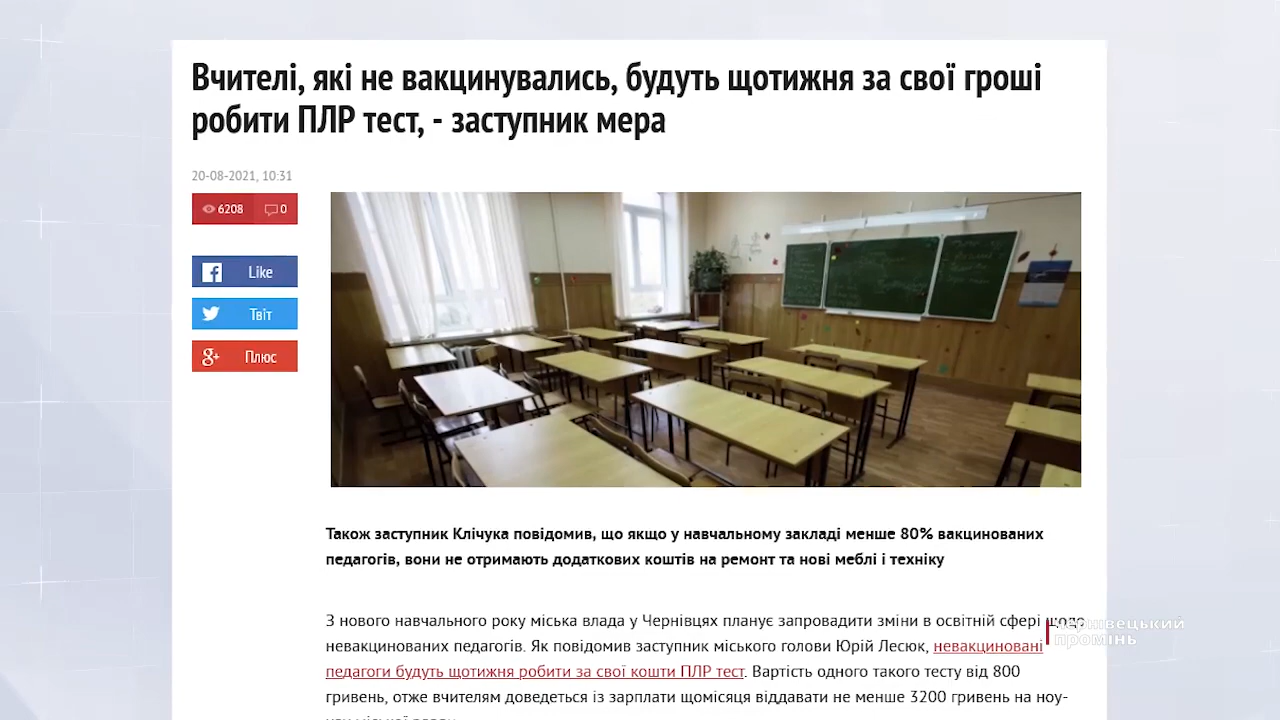 Вчителі, які не вакцинувались, будуть щотижня за свої гроші
робити ПЛР тест, - заступник мера
20-08-2021, 10:31
6208 0
Like
Твіт
Плюс
Також заступник Клічука повідомив, що якщо у навчальному закладі менше 80% вакцинованих
педагогів, вони не отримають додаткових коштів на ремонт та нові меблі і техніку
З нового навчального року міська влада у Чернівцях планує запровадити зміни в освітній сфері щодо
невакцинованих педагогів. Як повідомив заступник міського голови Юрій Лесюк, невакциновані
педагоги будуть щотижня робити за свої кошти ПЛР тест. Вартість одного такого тесту від 800
гривень, отже вчителям доведеться із зарплати щомісяця віддавати не менше 3200 гривень на ноу-
чернівецький
промінь